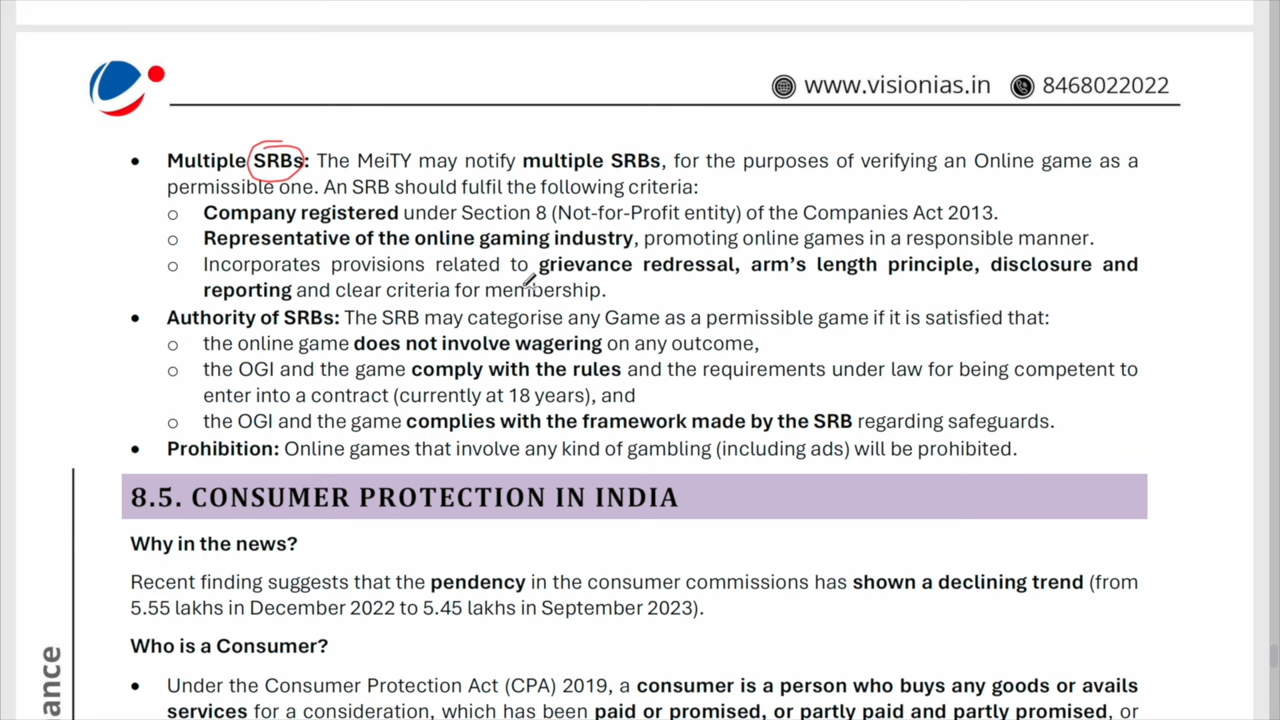 www.visionias.in 8468022022
• Multiple SRBs: The MeiTY may notify multiple SRBs, for the purposes of verifying an Online game as a
permissible one. An SRB should fulfil the following criteria:
o Company registered under Section 8 (Not-for-Profit entity) of the Companies Act 2013.
o Representative of the online gaming industry, promoting online games in a responsible manner.
o Incorporates provisions related to grievance redressal, arm's length principle, disclosure and
reporting and clear criteria for membership.
• Authority of SRBs: The SRB may categorise any Game as a permissible game if it is satisfied that:
o the online game does not involve wagering on any outcome,
o the OGI and the game comply with the rules and the requirements under law for being competent to
enter into a contract (currently at 18 years), and
o the OGI and the game complies with the framework made by the SRB regarding safeguards.
• Prohibition: Online games that involve any kind of gambling (including ads) will be prohibited.
8.5. CONSUMER PROTECTION IN INDIA
Why in the news?
Recent finding suggests that the pendency in the consumer commissions has shown a declining trend (from
5.55 lakhs in December 2022 to 5.45 lakhs in September 2023).
Who is a Consumer?
• Under the Consumer Protection Act (CPA) 2019, a consumer is a person who buys any goods or avails
services for a consideration, which has been paid or promised, or partly paid and partly promised, or
ance